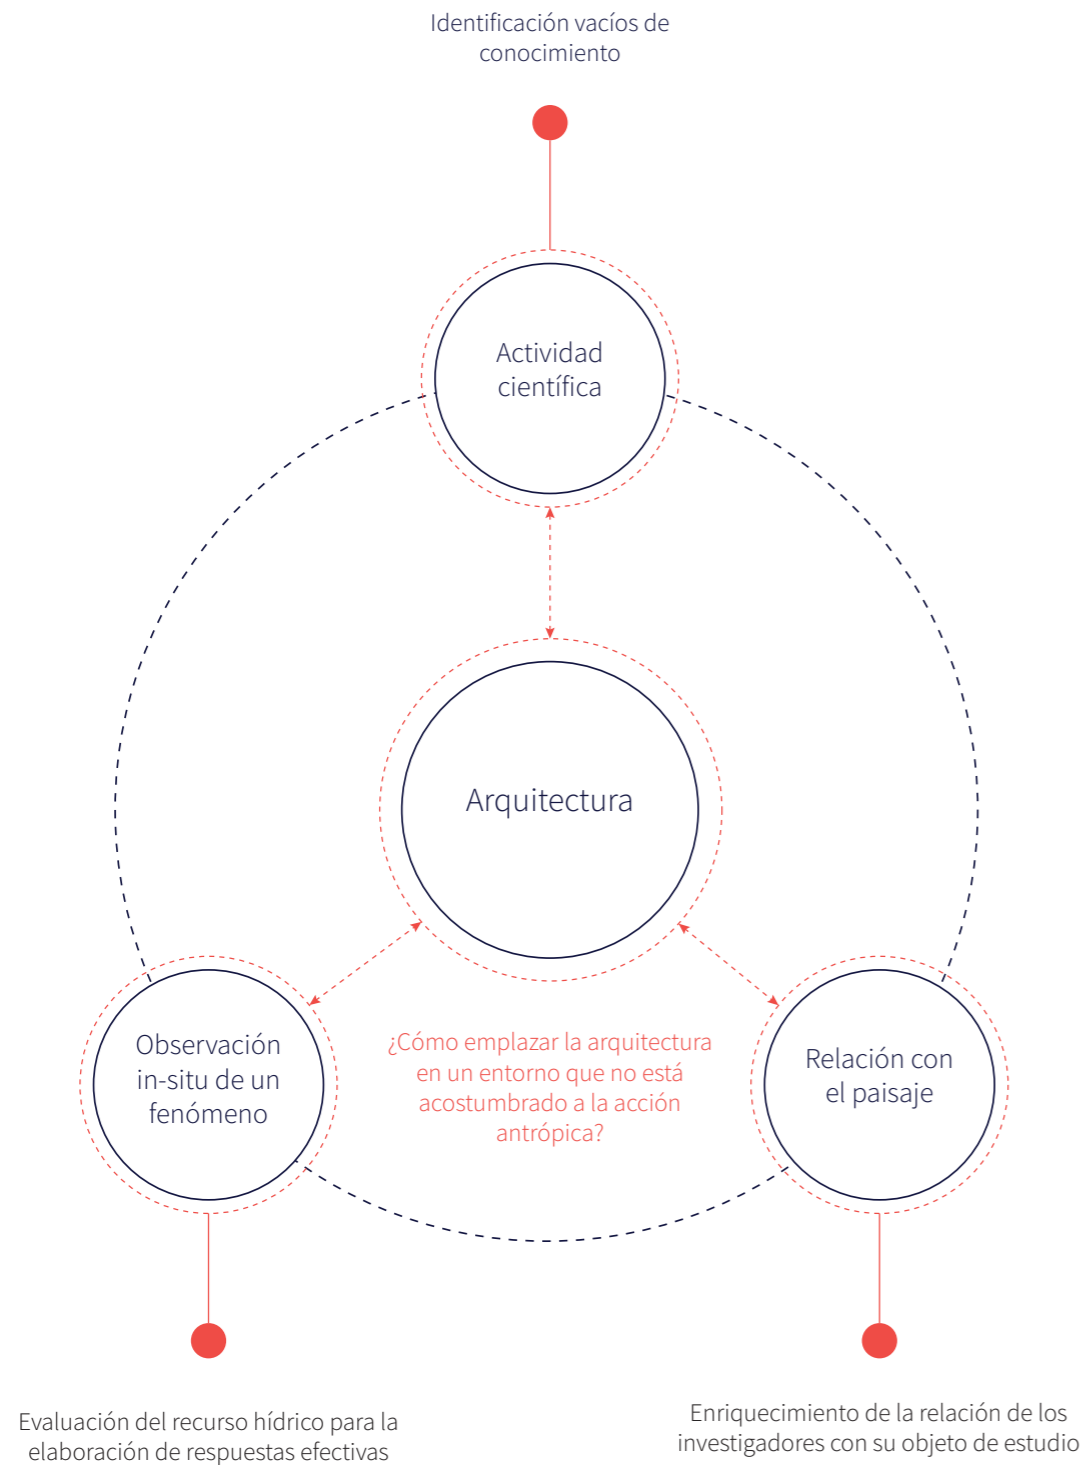 Identificación vacíos de
conocimiento
Actividad
científica
Arquitectura
Observación
in-situ de un
fenómeno
¿Cómo emplazar la arquitectura
en un entorno que no está
acostumbrado a la acción
antrópica?
Relación con
el paisaje
Evaluación del recurso hídrico para la
elaboración de respuestas efectivas
Enriquecimiento de la relación de los
investigadores con su objeto de estudio